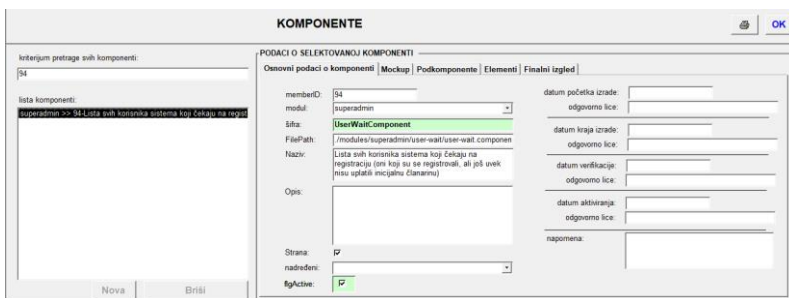 KOMPONENTE
OK
kriterijum pretrage svih komponenti:
94
lista komponenti:
superadmin >> 94-Lista svih korisnika sistema koji čekaju na regist
Nova
Briši
PODACI O SELEKTOVANOJ KOMPONENTI
Osnovni podaci o komponenti
Mockup
Podkomponente
Elementi
Finalni izgled
memberID: 94
modul: superadmin
šifra: UserWaitComponent
FilePath: ./modules/superadmin/user-wait/user-wait.componen
Naziv: Lista svih korisnika sistema koji čekaju na
registraciju (oni koji su se registrovali, ali još uvek
nisu uplatili inicijalnu članarinu)
Opis:
Strana:
nadređeni:
flgActive:
datum početka izrade:
odgovorno lice:
datum kraja izrade:
odgovorno lice:
datum verifikacije:
odgovorno lice:
datum aktiviranja:
odgovorno lice:
napomena: